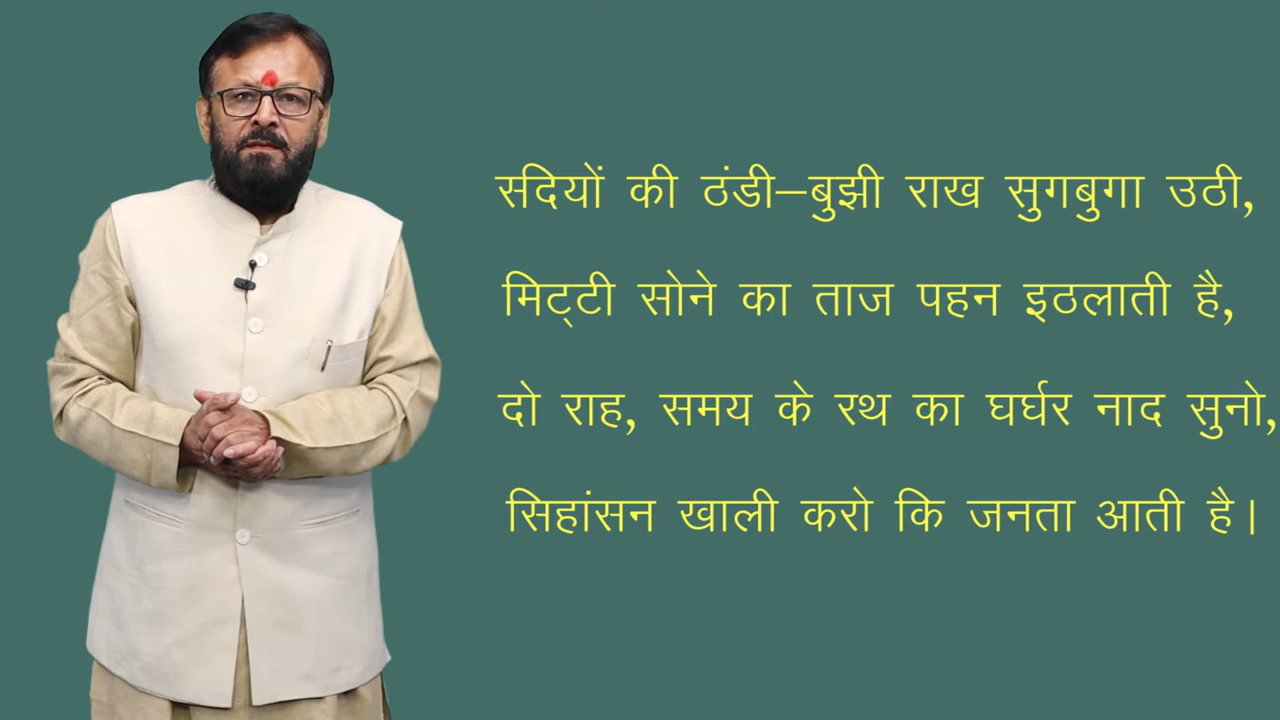 सदियों की ठंडी–बुझी राख सुगबुगा उठी,
मिट्टी सोने का ताज पहन इठलाती है,
दो राह, समय के रथ का घर्घर नाद सुनो,
सिहांसन खाली करो कि जनता आती है।